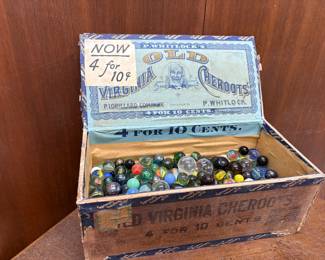 NOW
4 for
10¢
P. WHITLOCK'S
OLD
VIRGINIA CHEROOTS
P. LORILLARD COMPANY P. WHITLOCK
4 FOR 10 CENTS.
OLD VIRGINIA CHEROOTS
4 FOR 10 CENTS